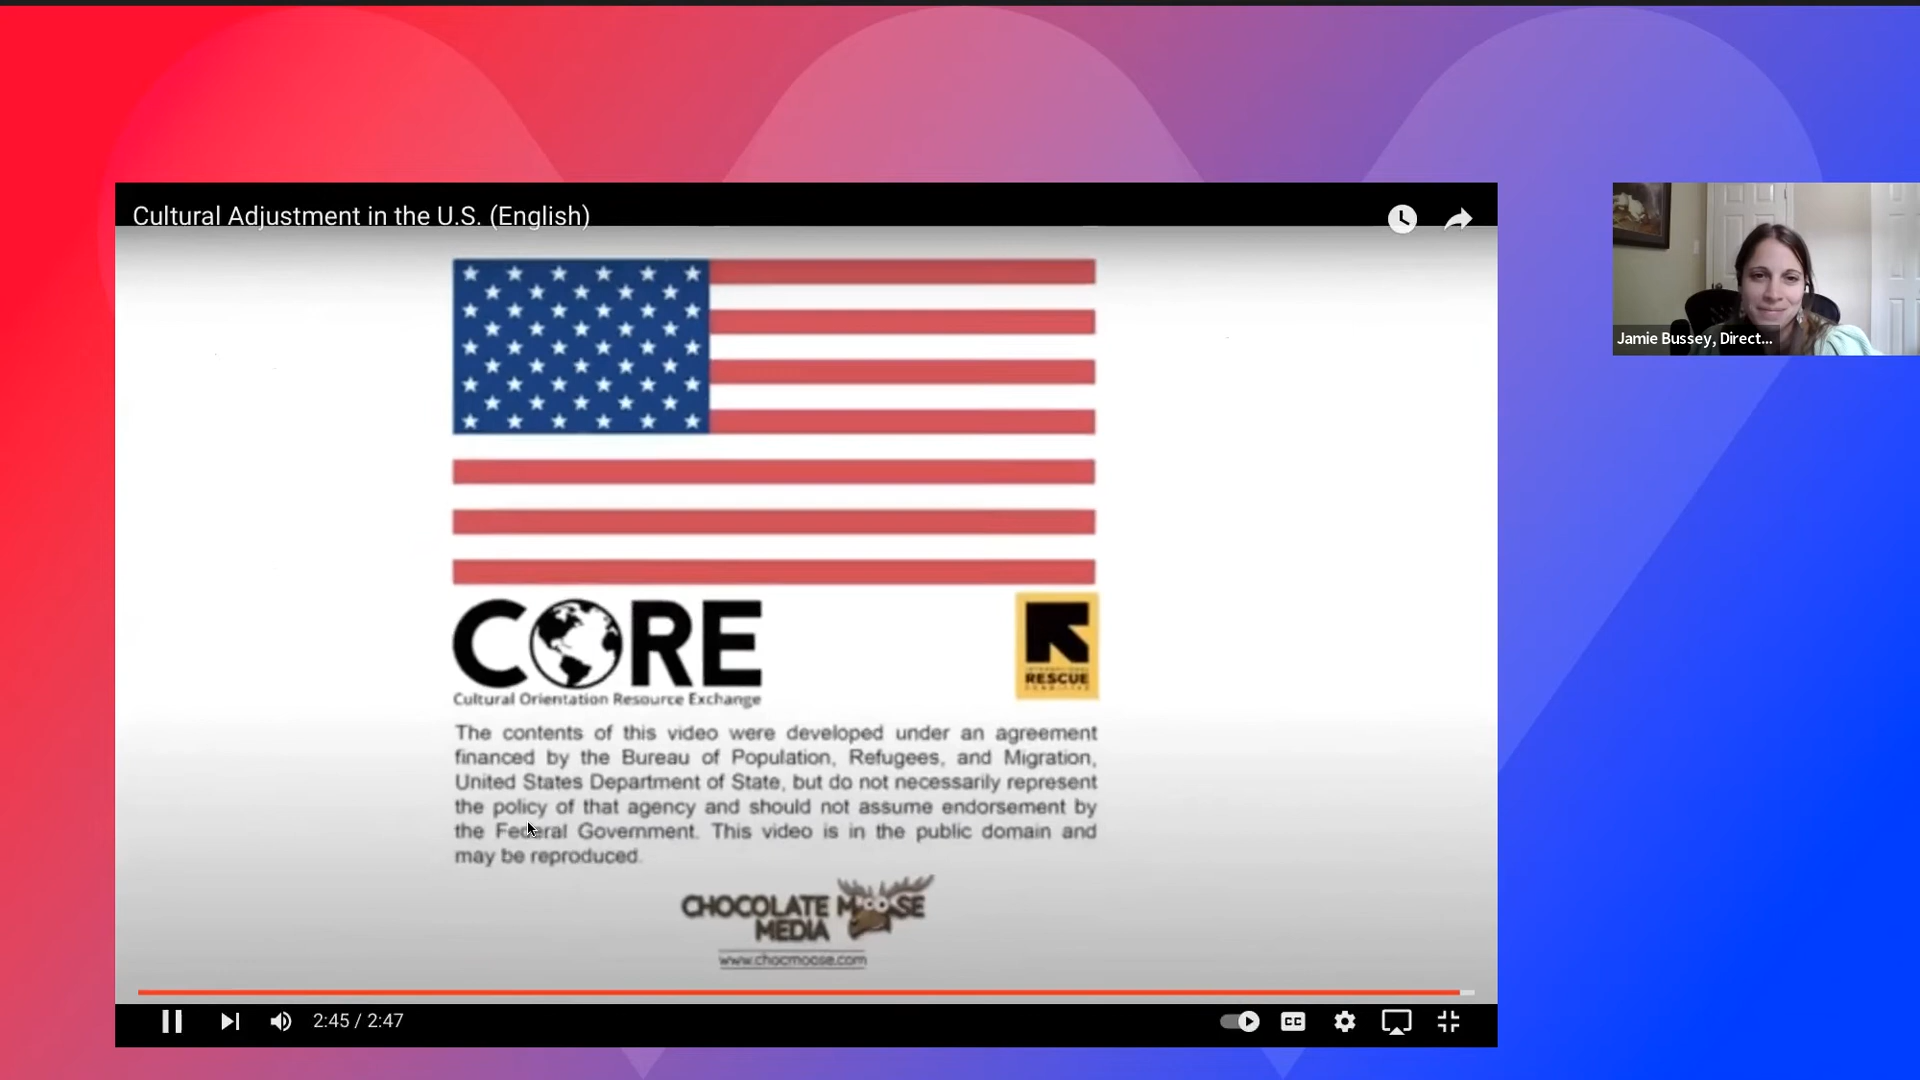 Cultural Adjustment in the U.S. (English)
Jamie Bussey, Direct...
CORE
Cultural Orientation Resource Exchange
INTERNATIONAL
RESCUE
COMMITTEE
The contents of this video were developed under an agreement
financed by the Bureau of Population, Refugees, and Migration,
United States Department of State, but do not necessarily represent
the policy of that agency and should not assume endorsement by
the Federal Government. This video is in the public domain and
may be reproduced.
CHOCOLATE MOOSE
MEDIA
www.chocmoose.com
2:45 / 2:47
CC